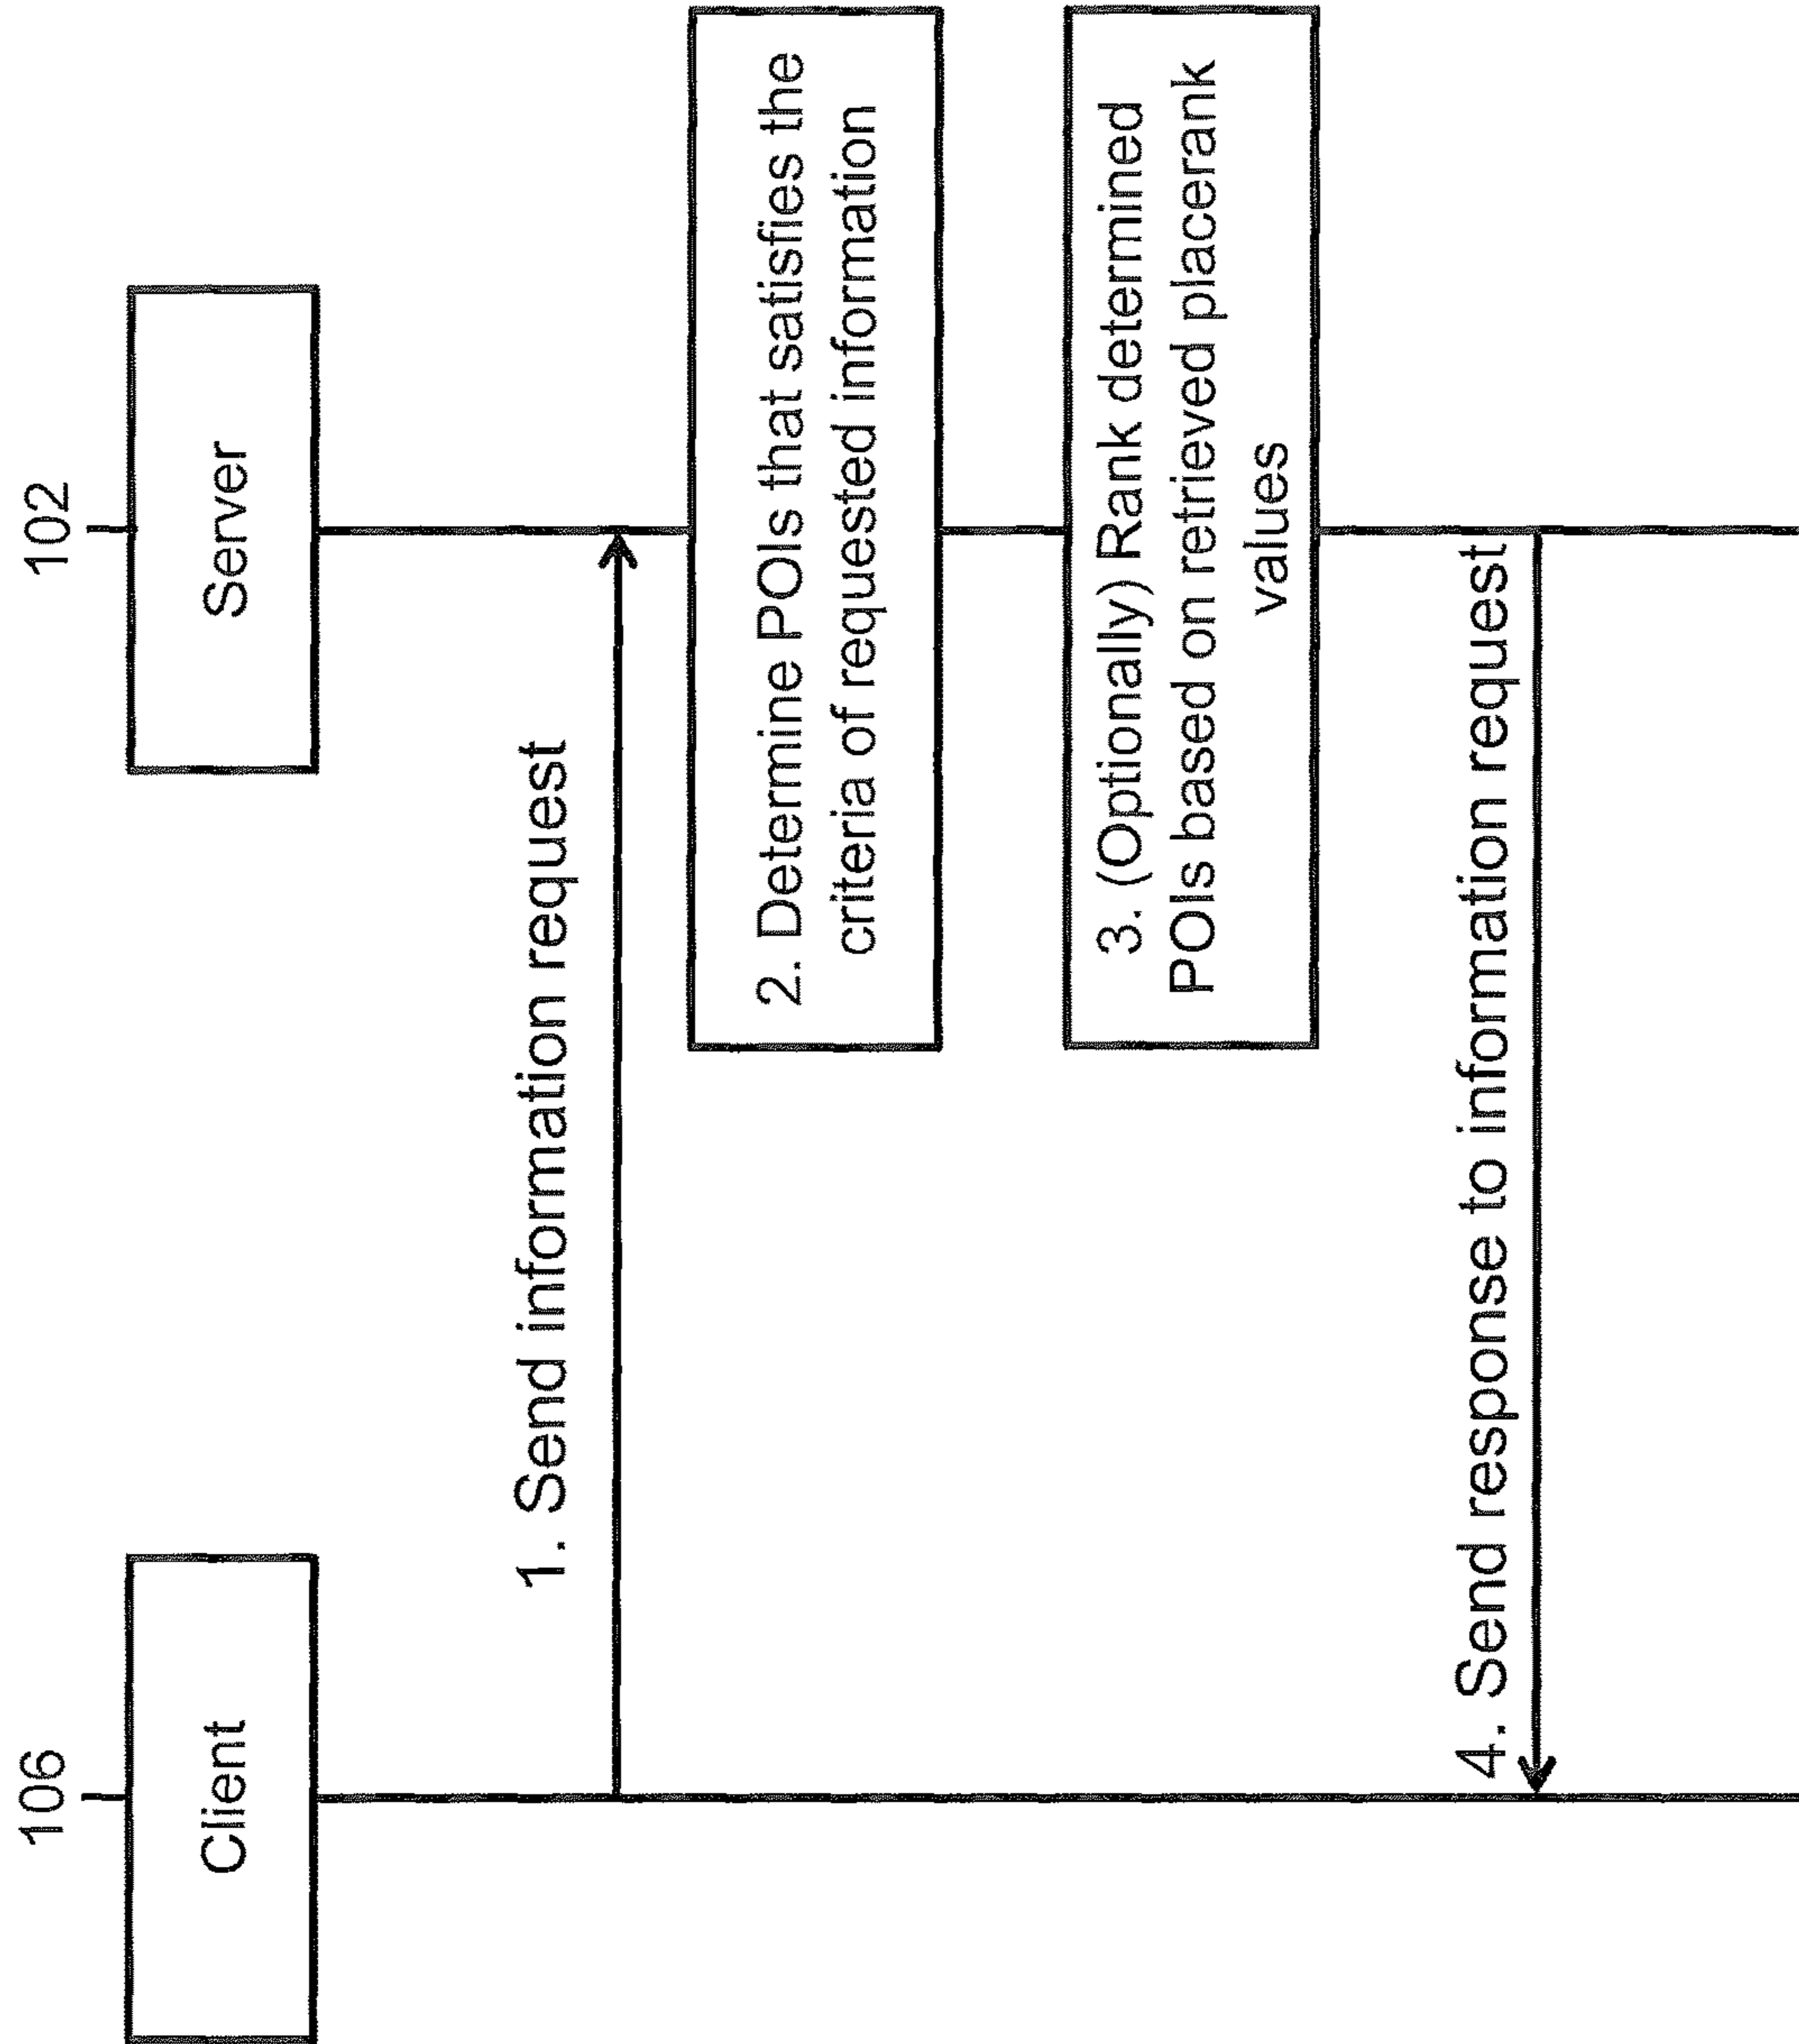 106
102
Client
Server
1. Send information request
2. Determine POIs that satisfies the
criteria of requested information
3. (Optionally) Rank determined
POIs based on retrieved placerank
values
4. Send response to information request